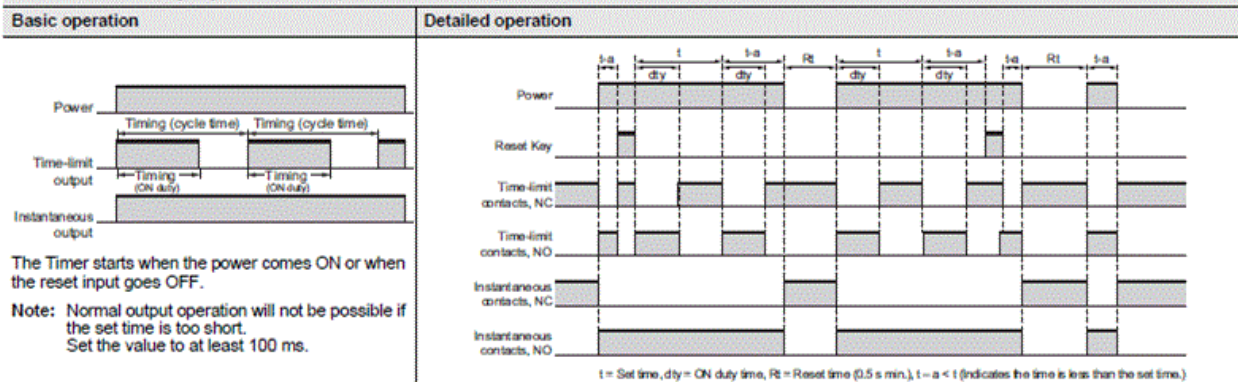 Basic operation
Detailed operation
Power
Timing (cycle time) Timing (cycle time)
Time-limit
output
Timing
(ON duty)
Timing
(ON duty)
Instantaneous
output
The Timer starts when the power comes ON or when
the reset input goes OFF.
Note: Normal output operation will not be possible if
the set time is too short.
Set the value to at least 100 ms.
t-a t t-a Rt t t-a t-a Rt t-a
dty dty dty dty
Power
Reset Key
Time-limit
contacts, NC
Time-limit
contacts, NO
Instantaneous
contacts, NC
Instantaneous
contacts, NO
t = Set time, dty = ON duty time, Rt = Reset time (0.5 s min.), t – a < t (Indicates the time is less than the set time.)